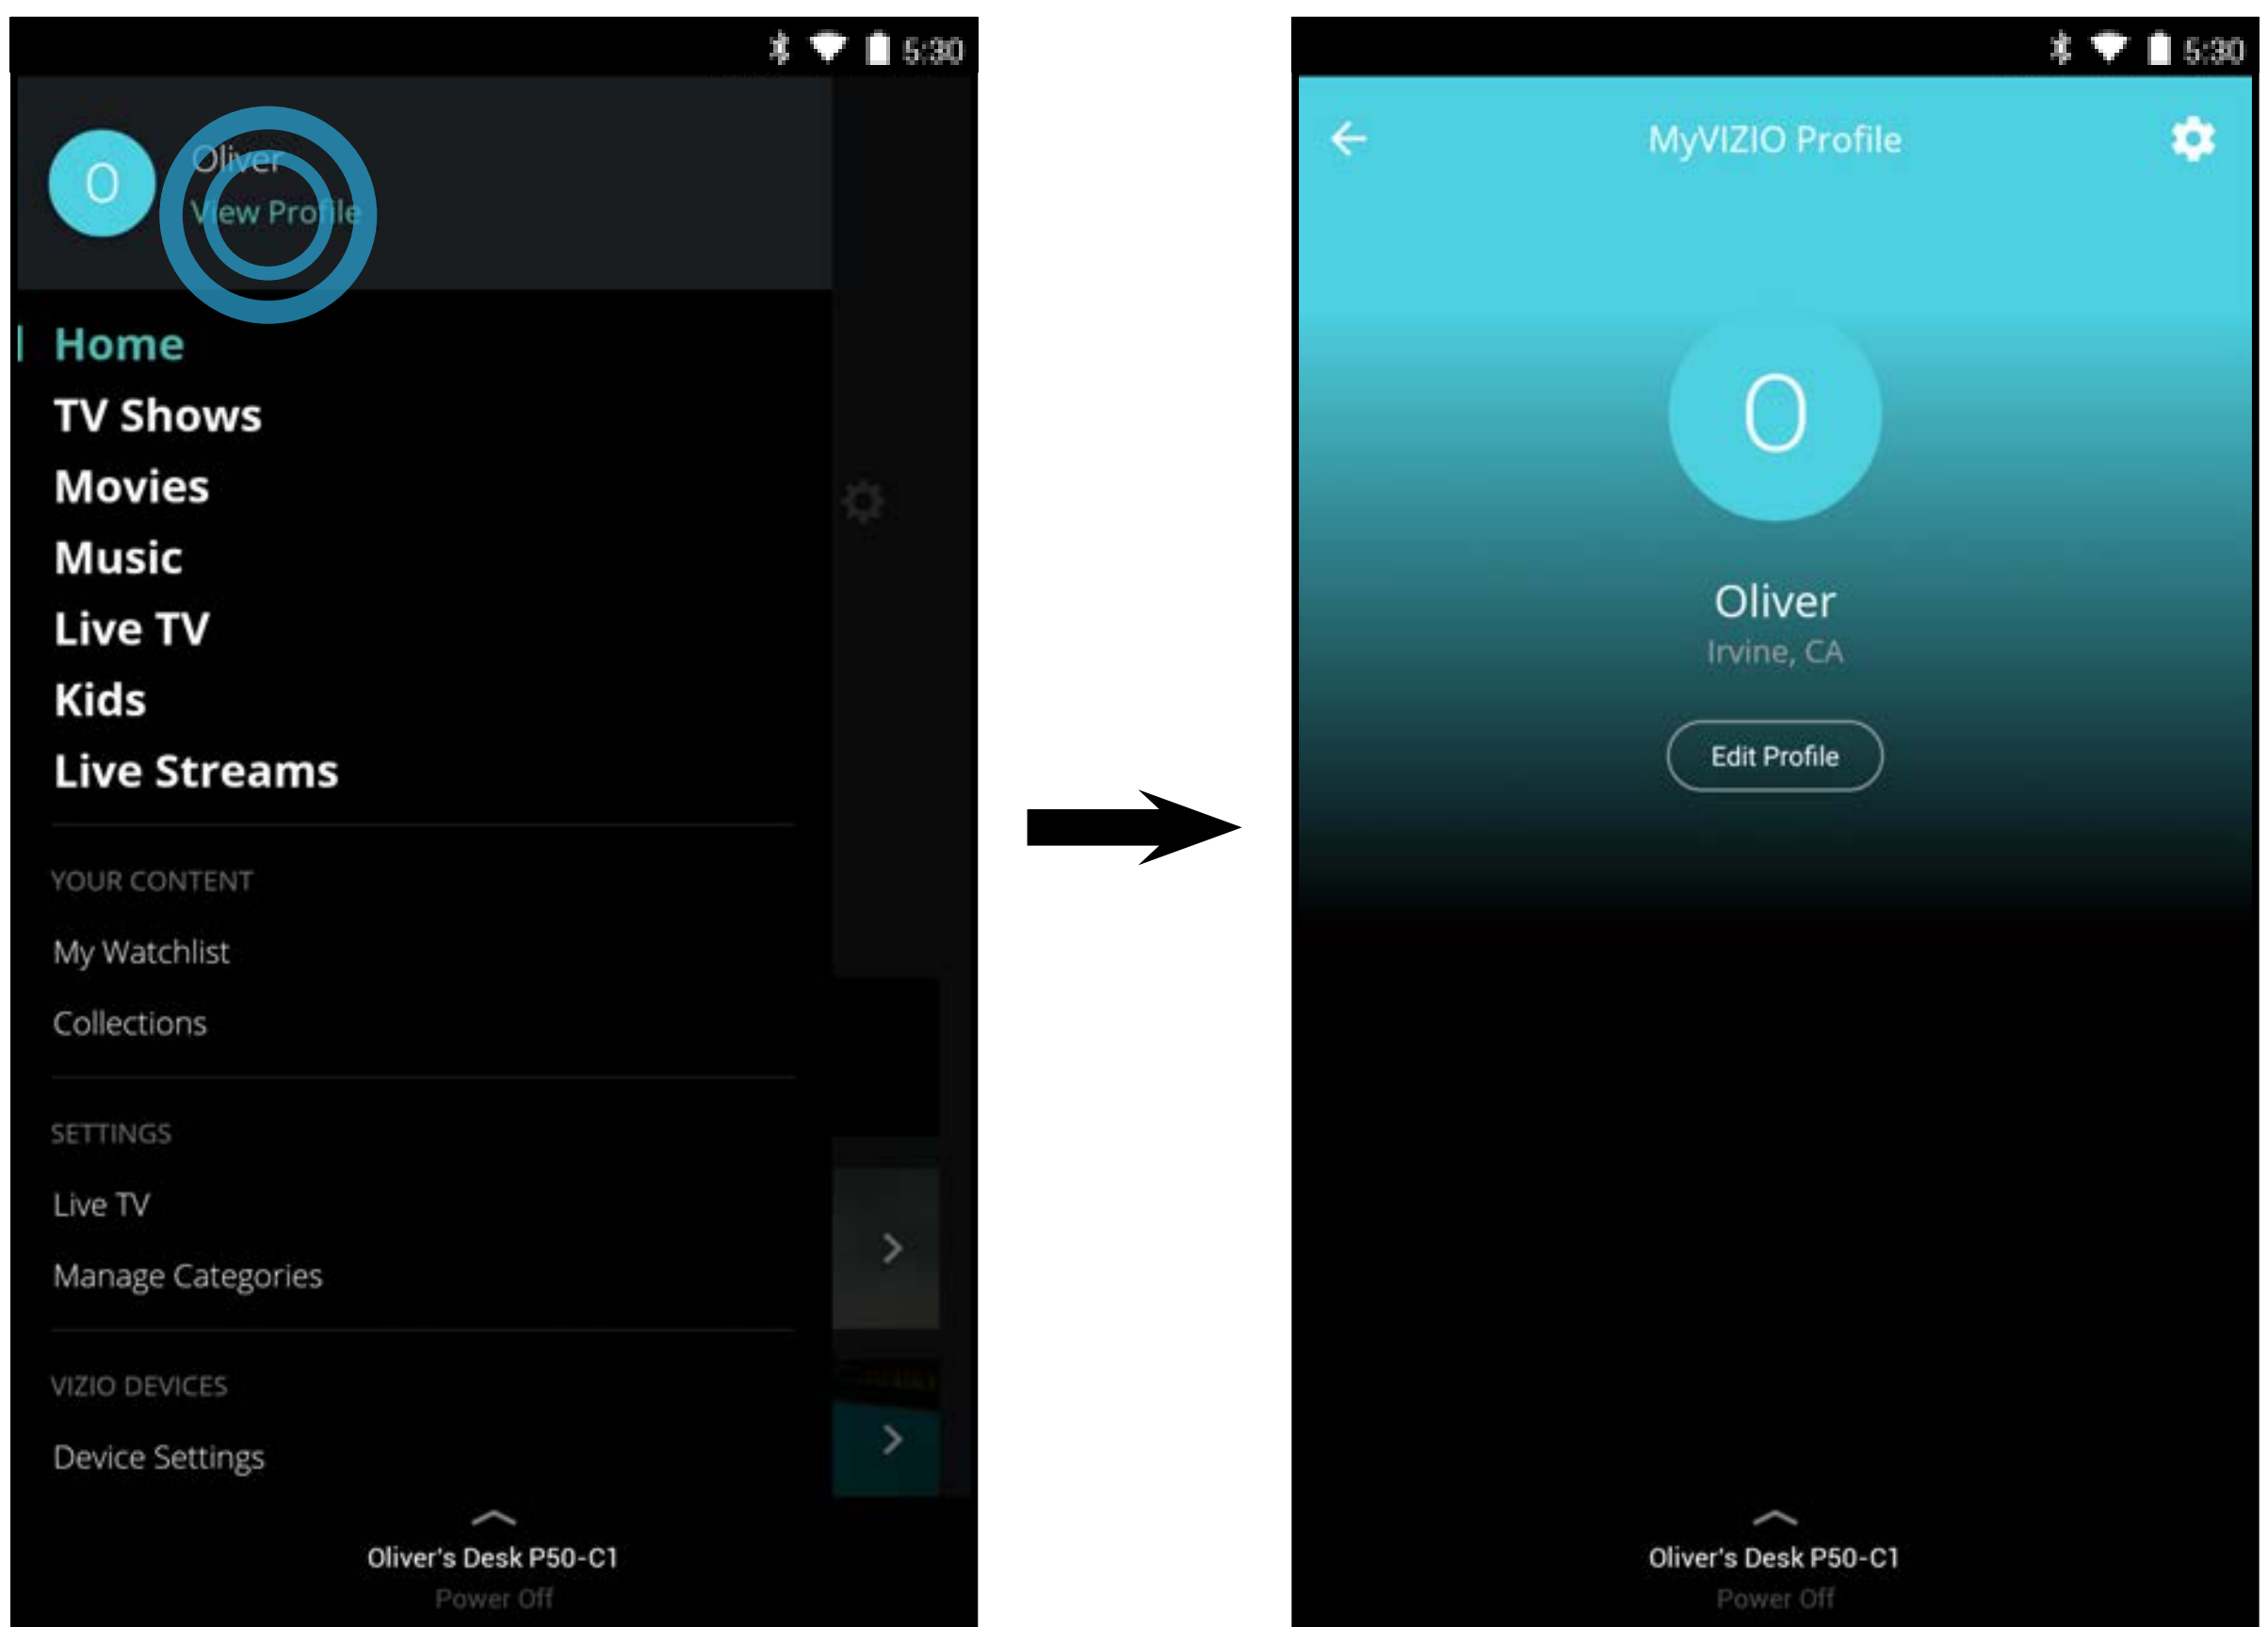 5:30
O
Oliver
View Profile
Home
TV Shows
Movies
Music
Live TV
Kids
Live Streams
YOUR CONTENT
My Watchlist
Collections
SETTINGS
Live TV
Manage Categories
VIZIO DEVICES
Device Settings
Oliver's Desk P50-C1
Power Off
5:30
MyVIZIO Profile
O
Oliver
Irvine, CA
Edit Profile
Oliver's Desk P50-C1
Power Off